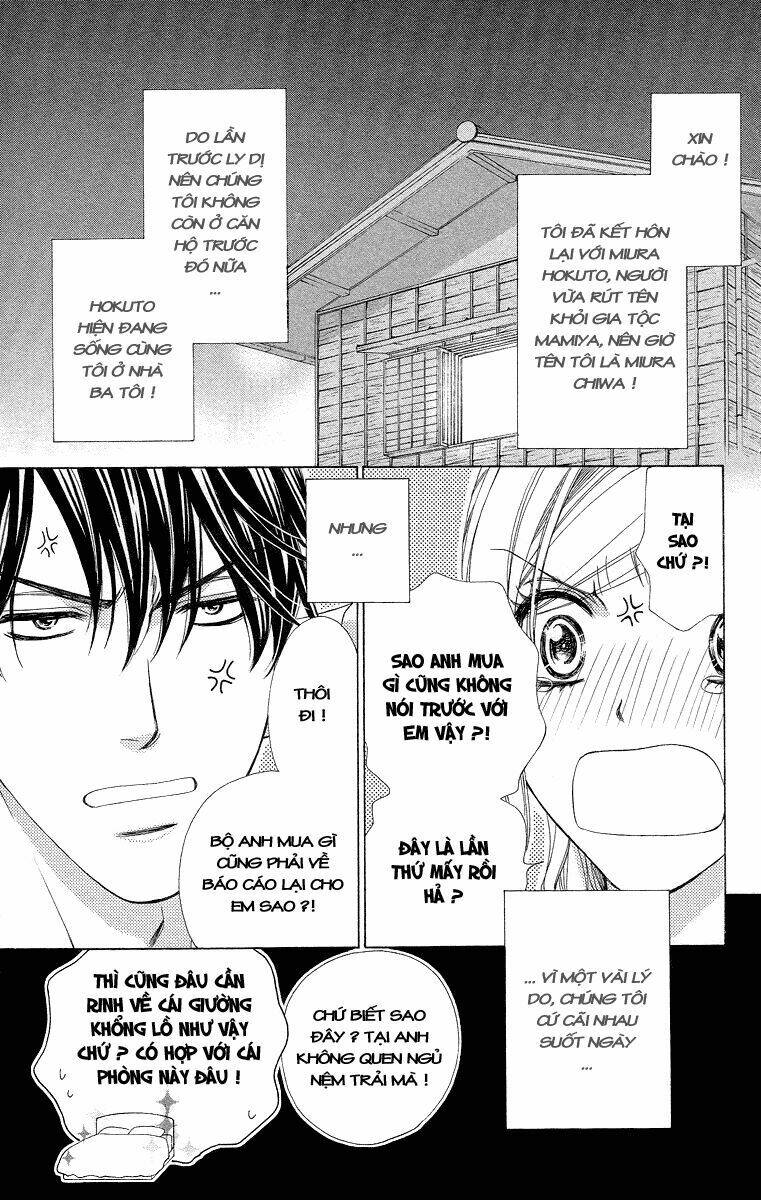 XIN
CHÀO !
TÔI ĐÃ KẾT HÔN
LẠI VỚI MIURA
HOKUTO, NGƯỜI
VỪA RÚT TÊN
KHỎI GIA TỘC
MAMIYA, NÊN GIỜ
TÊN TÔI LÀ MIURA
CHIWA !
DO LẦN
TRƯỚC LY DỊ
NÊN CHÚNG
TÔI KHÔNG
CÒN Ở CĂN
HỘ TRƯỚC
ĐÓ NỮA
...
HOKUTO
HIỆN ĐANG
SỐNG CÙNG
TÔI Ở NHÀ
BA TÔI !
TẠI
SAO
CHỨ ?!
SAO ANH MUA
GÌ CŨNG KHÔNG
NÓI TRƯỚC VỚI
EM VẬY ?!
ĐÂY LÀ LẦN
THỨ MẤY RỒI
HẢ ?
NHƯNG
...
THÔI
ĐI !
BỘ ANH MUA GÌ
CŨNG PHẢI VỀ
BÁO CÁO LẠI CHO
EM SAO ?!
... VÌ MỘT VÀI LÝ
DO, CHÚNG TÔI
CỨ CÃI NHAU
SUỐT NGÀY
...
CHỨ BIẾT SAO
ĐÂY ? TẠI ANH
KHÔNG QUEN NGỦ
NỆM TRẢI MÀ !
THÌ CŨNG ĐÂU CẦN
RINH VỀ CÁI GIƯỜNG
KHỔNG LỒ NHƯ VẬY
CHỨ ? CÓ HỢP VỚI CÁI
PHÒNG NÀY ĐÂU !